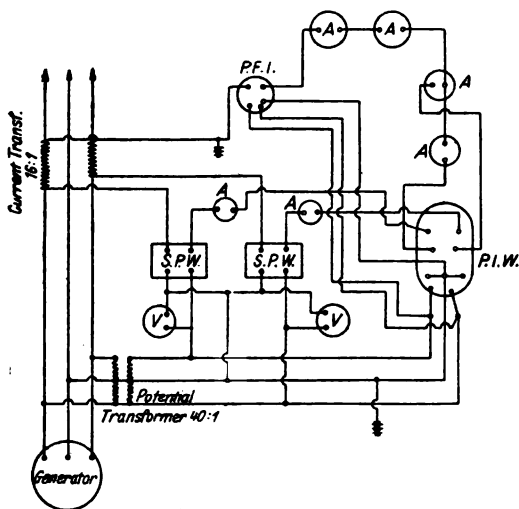 A A
P.F.I.
A
Current Transf.
16:1
A
A A
S.P.W. S.P.W.
P.I.W.
V V
Potential
Transformer 40:1
Generator